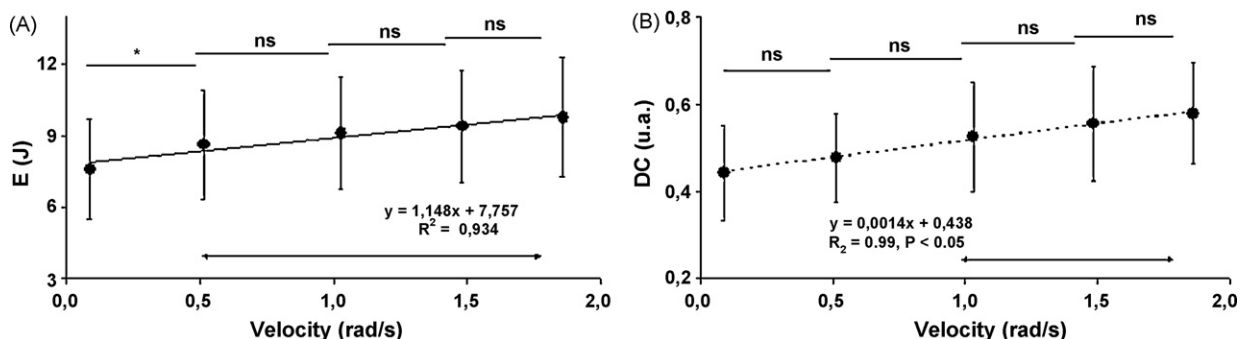 (A)
*
ns
ns
ns
12
9
6
3
E (J)
y = 1,148x + 7,757
R² = 0,934
0,0
0,5
1,0
1,5
2,0
Velocity (rad/s)
(B)
ns
ns
ns
ns
0,8
0,6
0,4
0,2
DC (u.a.)
y = 0,0014x + 0,438
R₂ = 0.99, P < 0.05
0,0
0,5
1,0
1,5
2,0
Velocity (rad/s)